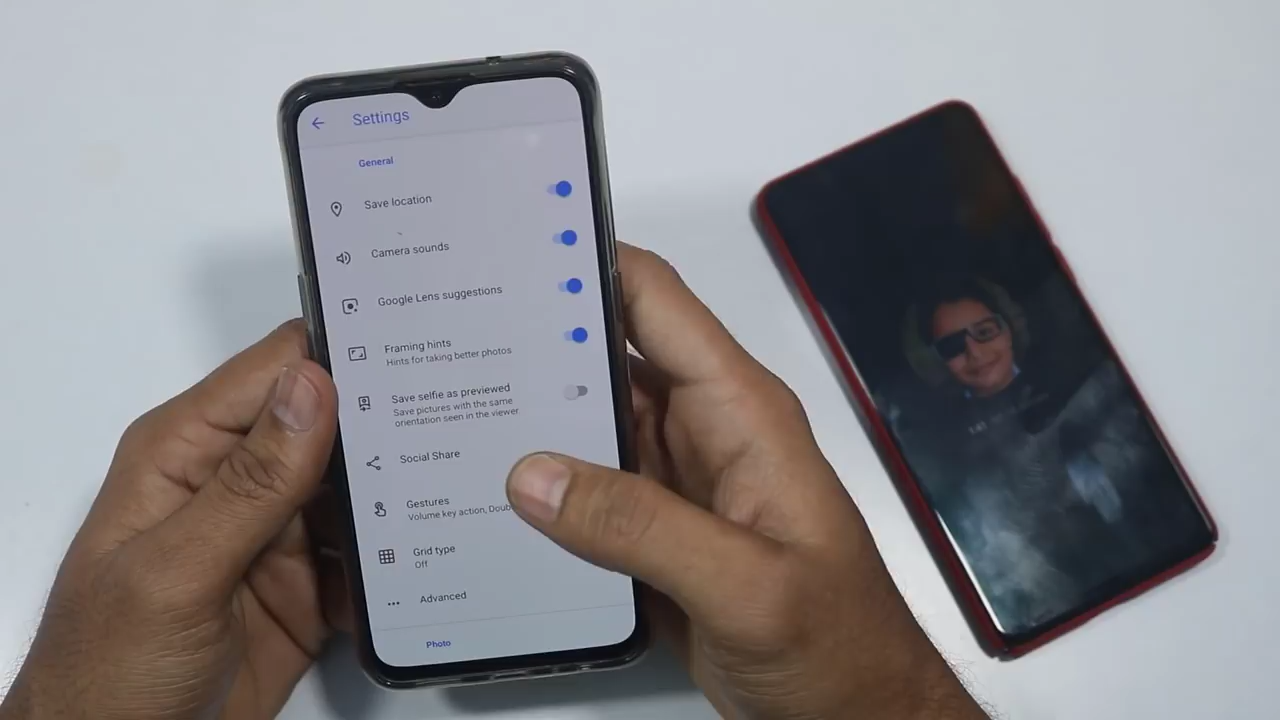 Settings
General
Save location
Camera sounds
Google Lens suggestions
Framing hints
Hints for taking better photos
Save selfie as previewed
Save pictures with the same
orientation seen in the viewer
Social Share
Gestures
Volume key action, Doub
Grid type
Off
Advanced
Photo